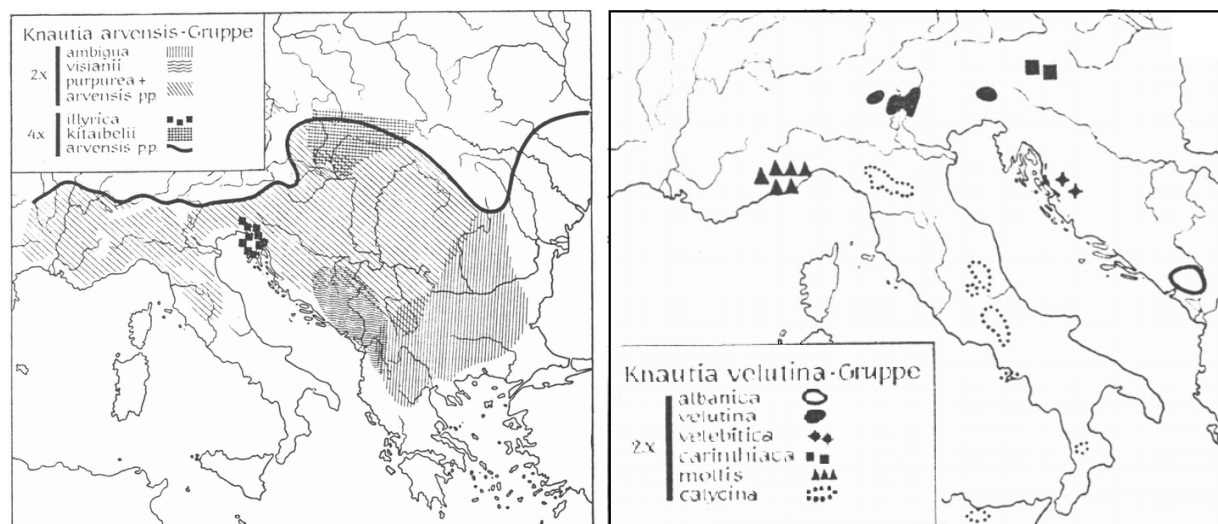 Knautia arvensis-Gruppe
2x
ambigua
visianii
purpurea +
arvensis pp.
4x
illyrica
kitaibelii
arvensis pp.
Knautia velutina-Gruppe
2x
albanica
velutina
velebitica
carinthiaca
mollis
calycina